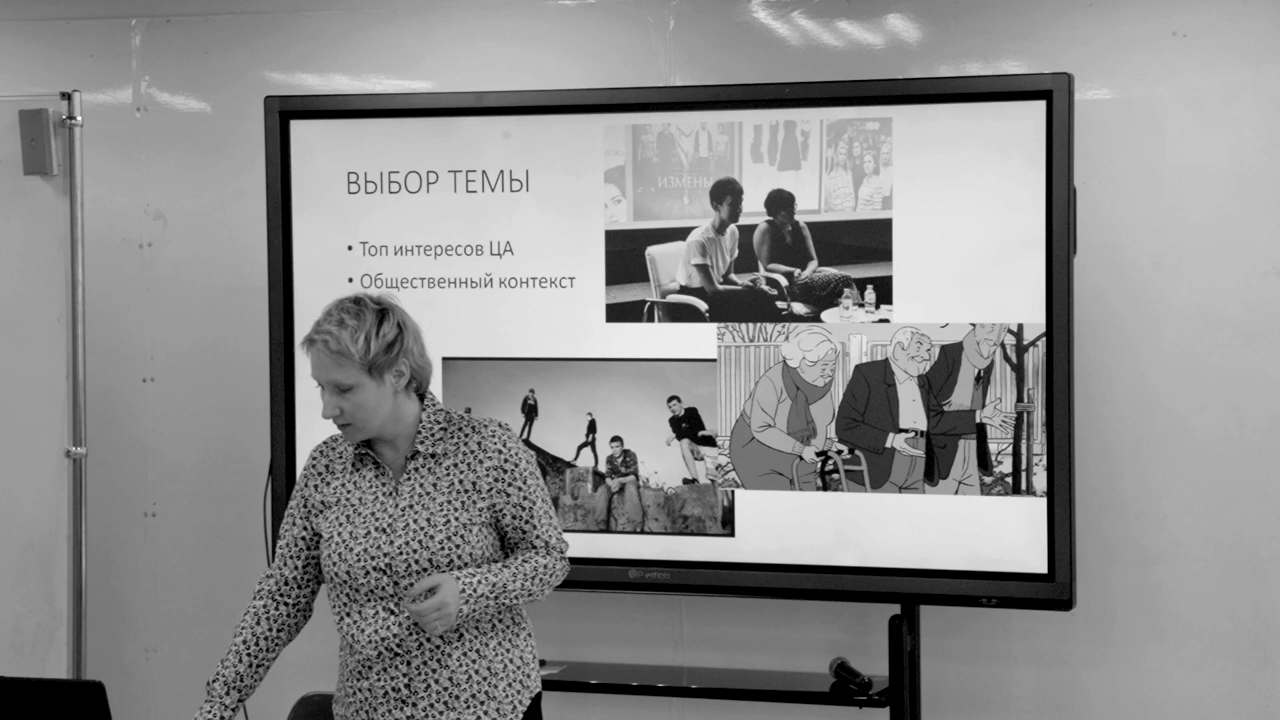 ВЫБОР ТЕМЫ
• Топ интересов ЦА
• Общественный контекст
ИЗМЕНЫ